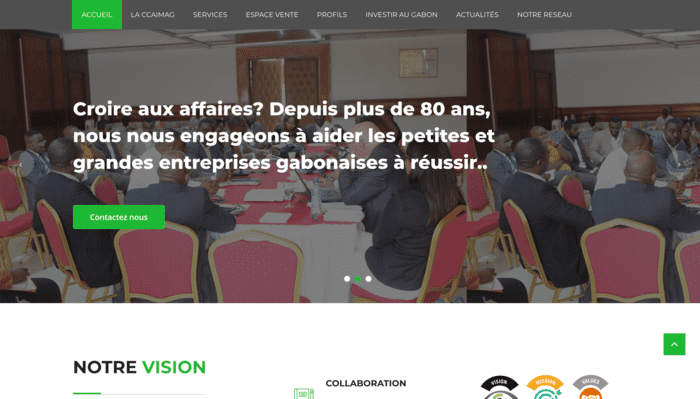 ACCUEIL LA CCAIMAG SERVICES ESPACE VENTE PROFILS INVESTIR AU GABON ACTUALITÉS NOTRE RESEAU
Croire aux affaires? Depuis plus de 80 ans,
nous nous engageons à aider les petites et
grandes entreprises gabonaises à réussir..
Contactez nous
NOTRE VISION
COLLABORATION
VISION MISSION VALUES